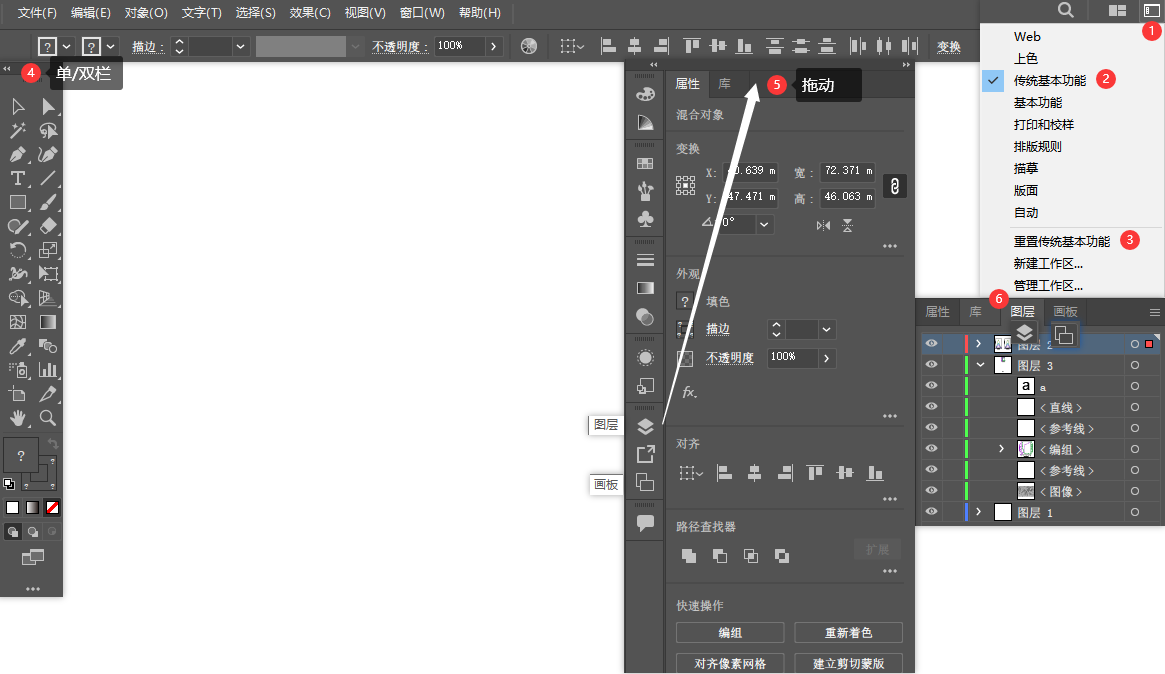 文件(F) 编辑(E) 对象(O) 文字(T) 选择(S) 效果(C) 视图(V) 窗口(W) 帮助(H)
? ? 描边： 不透明度： 100% 变换
4 单/双栏
T
?
图层
画板
属性 库 5 拖动
混合对象
变换
X: 0.639 m 宽： 72.371 m
Y: 47.471 m 高： 46.063 m
0°
外观
? 填色
描边
不透明度 100%
fx.
对齐
路径查找器
扩展
快速操作
编组 重新着色
对齐像素网格 建立剪切蒙版
1
Web
上色
传统基本功能 2
基本功能
打印和校样
排版规则
描摹
版面
自动
重置传统基本功能 3
新建工作区...
管理工作区...
6
属性 库 图层 画板
图层 2
图层 3
a a
<直线>
<参考线>
<编组>
<参考线>
<图像>
图层 1